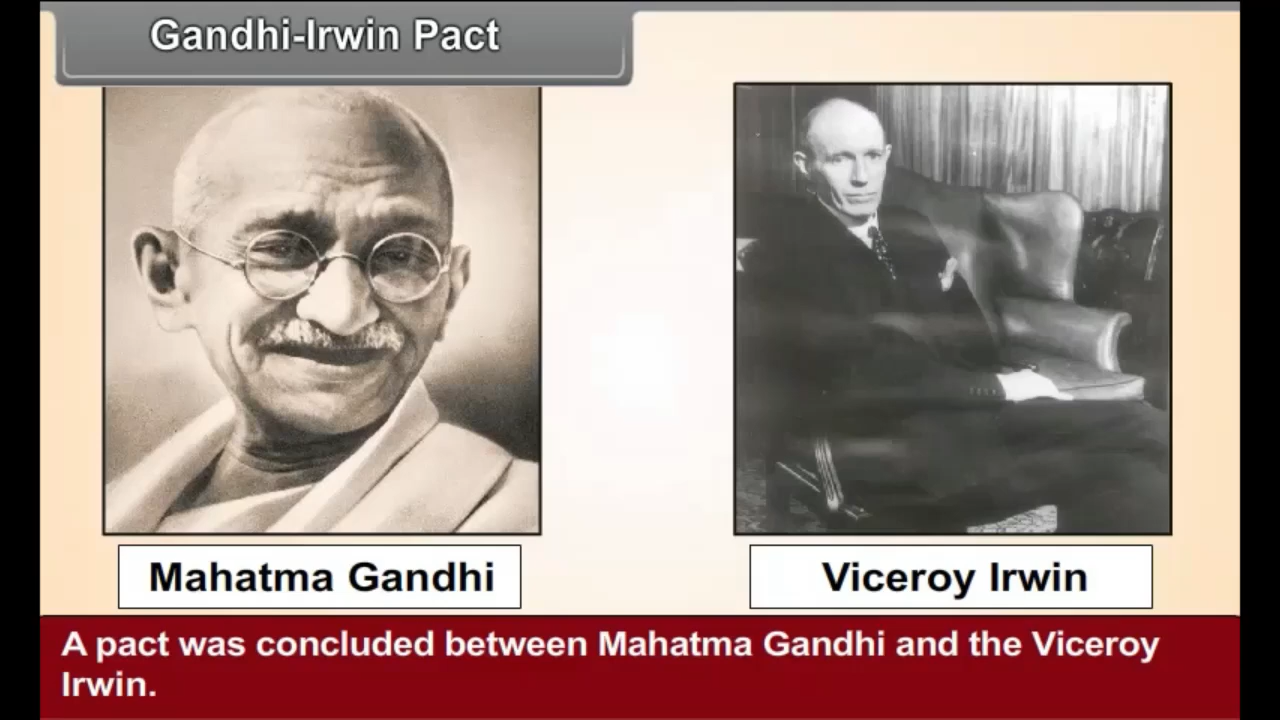 Gandhi-Irwin Pact
Mahatma Gandhi
Viceroy Irwin
A pact was concluded between Mahatma Gandhi and the Viceroy
Irwin.